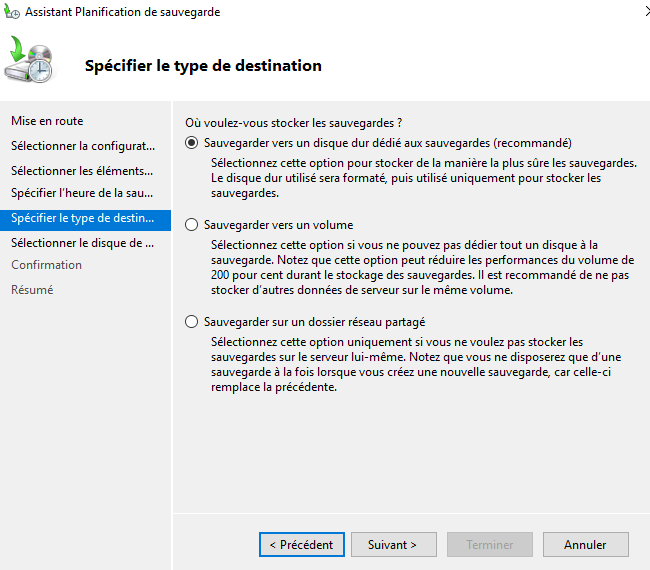 Assistant Planification de sauvegarde
Spécifier le type de destination
Mise en route
Sélectionner la configurat...
Sélectionner les éléments...
Spécifier l'heure de la sau...
Spécifier le type de destin...
Sélectionner le disque de ...
Confirmation
Résumé
Où voulez-vous stocker les sauvegardes ?
Sauvegarder vers un disque dur dédié aux sauvegardes (recommandé)
Sélectionnez cette option pour stocker de la manière la plus sûre les sauvegardes.
Le disque dur utilisé sera formaté, puis utilisé uniquement pour stocker les
sauvegardes.
Sauvegarder vers un volume
Sélectionnez cette option si vous ne pouvez pas dédier tout un disque à la
sauvegarde. Notez que cette option peut réduire les performances du volume de
200 pour cent durant le stockage des sauvegardes. Il est recommandé de ne pas
stocker d'autres données de serveur sur le même volume.
Sauvegarder sur un dossier réseau partagé
Sélectionnez cette option uniquement si vous ne voulez pas stocker les
sauvegardes sur le serveur lui-même. Notez que vous ne disposerez que d'une
sauvegarde à la fois lorsque vous créez une nouvelle sauvegarde, car celle-ci
remplace la précédente.
< Précédent
Suivant >
Terminer
Annuler